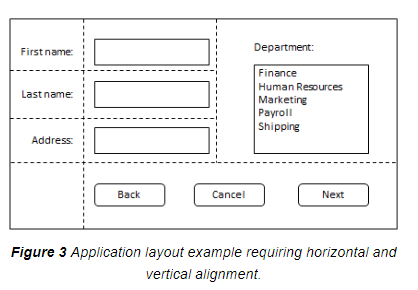 First name:
Last name:
Address:
Department:
Finance
Human Resources
Marketing
Payroll
Shipping
Back
Cancel
Next
Figure 3 Application layout example requiring horizontal and
vertical alignment.